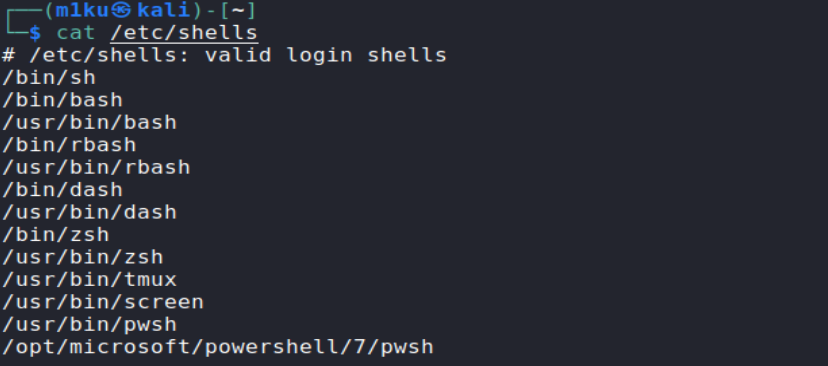 ┌──(m1ku㉿kali)-[~]
└─$ cat /etc/shells
# /etc/shells: valid login shells
/bin/sh
/bin/bash
/usr/bin/bash
/bin/rbash
/usr/bin/rbash
/bin/dash
/usr/bin/dash
/bin/zsh
/usr/bin/zsh
/usr/bin/tmux
/usr/bin/screen
/usr/bin/pwsh
/opt/microsoft/powershell/7/pwsh